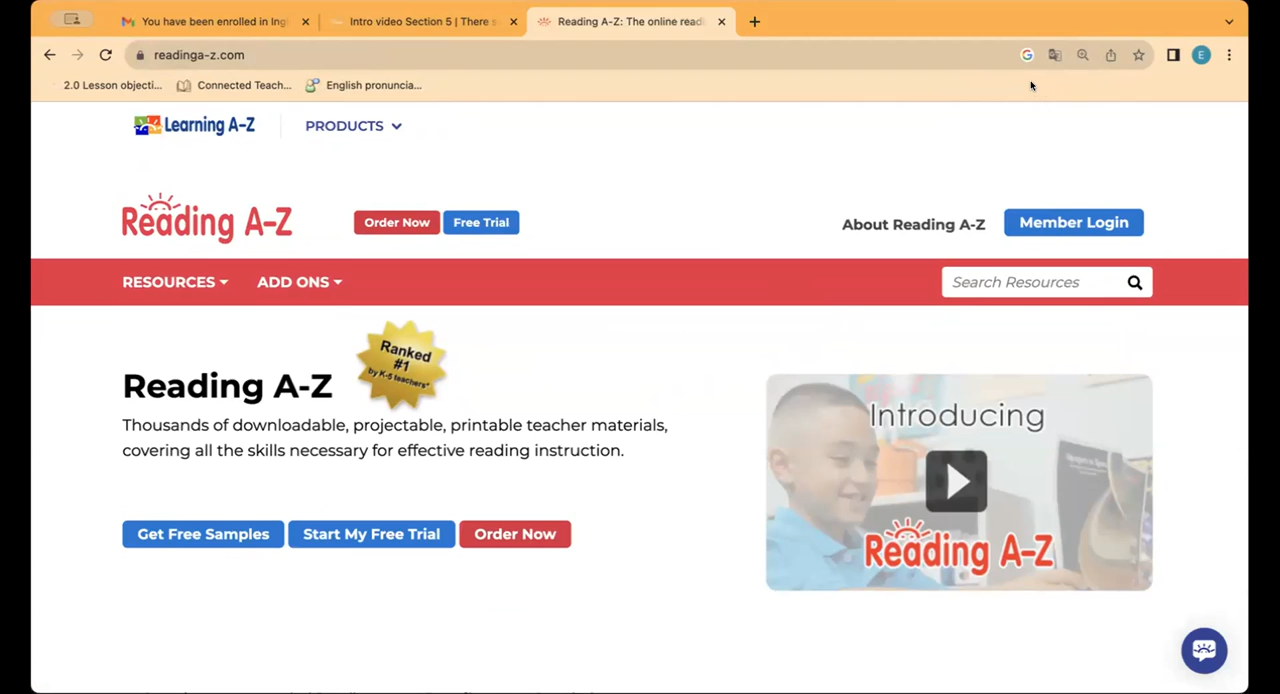 You have been enrolled in Ing
Intro video Section 5 | There s
Reading A-Z: The online readi
readinga-z.com
E
2.0 Lesson objecti...
Connected Teach...
English pronuncia...
Learning A-Z
PRODUCTS
Reading A-Z
Order Now
Free Trial
About Reading A-Z
Member Login
RESOURCES
ADD ONS
Search Resources
Ranked
#1
by K-5 teachers*
Reading A-Z
Thousands of downloadable, projectable, printable teacher materials,
covering all the skills necessary for effective reading instruction.
Get Free Samples
Start My Free Trial
Order Now
Introducing
Reading A-Z